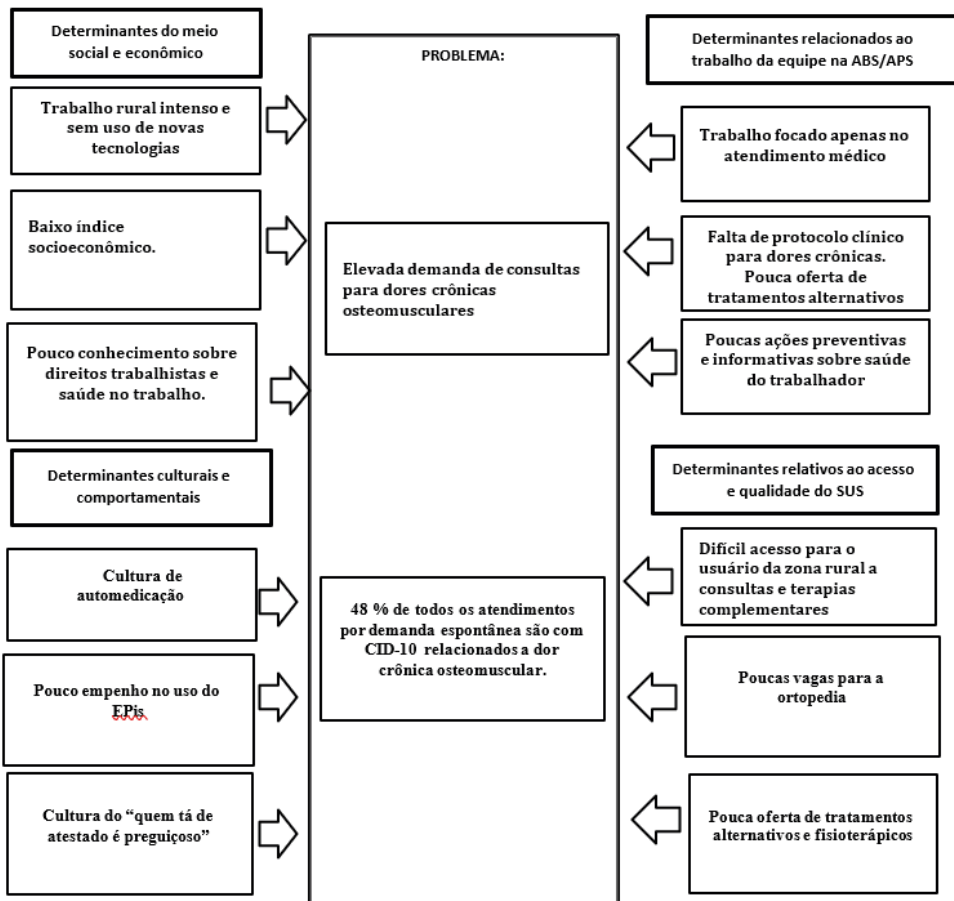 Determinantes do meio
social e econômico
Trabalho rural intenso e
sem uso de novas
tecnologias
Baixo índice
socioeconômico.
Pouco conhecimento sobre
direitos trabalhistas e
saúde no trabalho.
Determinantes culturais e
comportamentais
Cultura de
automedicação
Pouco empenho no uso do
EPis
Cultura do “quem tá de
atestado é preguiçoso”
PROBLEMA:
Elevada demanda de consultas
para dores crônicas
osteomusculares
48 % de todos os atendimentos
por demanda espontânea são com
CID-10 relacionados a dor
crônica osteomuscular.
Determinantes relacionados ao
trabalho da equipe na ABS/APS
Trabalho focado apenas no
atendimento médico
Falta de protocolo clínico
para dores crônicas.
Pouca oferta de
tratamentos alternativos
Poucas ações preventivas
e informativas sobre saúde
do trabalhador
Determinantes relativos ao acesso
e qualidade do SUS
Difícil acesso para o
usuário da zona rural a
consultas e terapias
complementares
Poucas vagas para a
ortopedia
Pouca oferta de tratamentos
alternativos e fisioterápicos